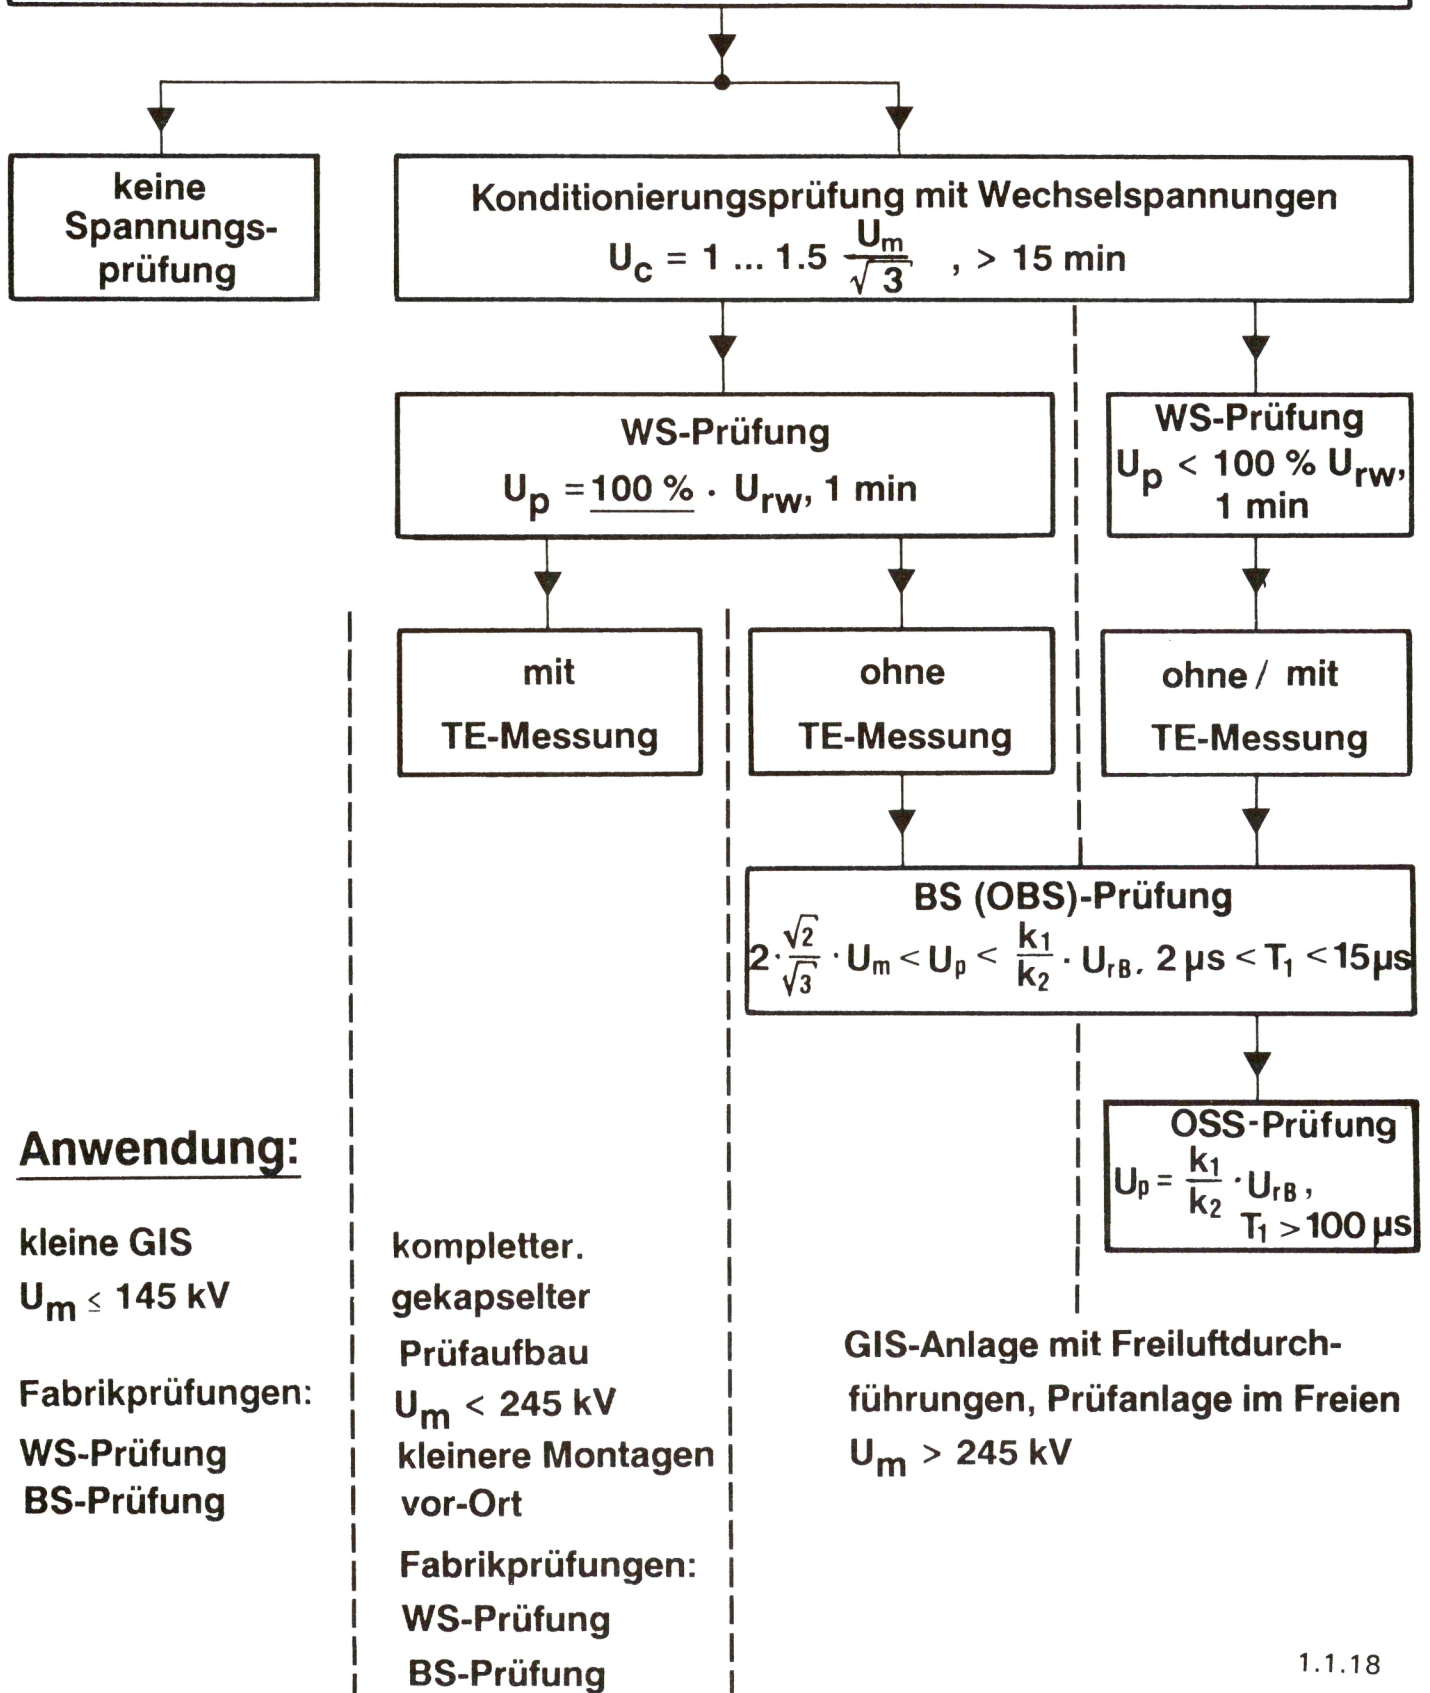 keine
Spannungs-
prüfung
Konditionierungsprüfung mit Wechselspannungen
U_c = 1 ... 1.5 U_m/√3 , > 15 min
WS-Prüfung
U_p = 100 % · U_rw, 1 min
WS-Prüfung
U_p < 100 % U_rw,
1 min
mit
TE-Messung
ohne
TE-Messung
ohne / mit
TE-Messung
BS (OBS)-Prüfung
2·√2/√3 · U_m < U_p < k_1/k_2 · U_rB. 2 µs < T_1 < 15 µs
OSS-Prüfung
U_p = k_1/k_2 · U_rB,
T_1 > 100 µs
Anwendung:
kleine GIS
U_m ≤ 145 kV
Fabrikprüfungen:
WS-Prüfung
BS-Prüfung
kompletter.
gekapselter
Prüfaufbau
U_m < 245 kV
kleinere Montagen
vor-Ort
Fabrikprüfungen:
WS-Prüfung
BS-Prüfung
GIS-Anlage mit Freiluftdurch-
führungen, Prüfanlage im Freien
U_m > 245 kV
1.1.18